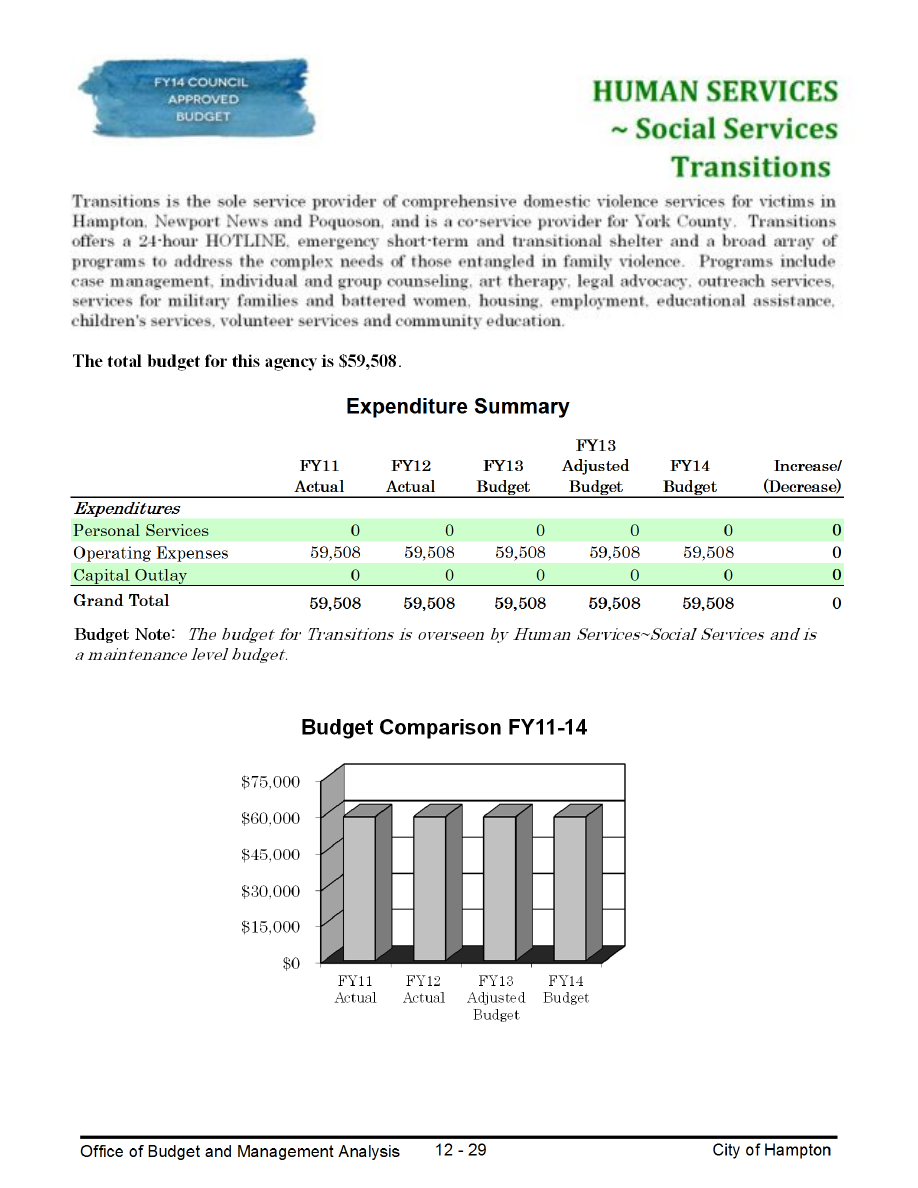 FY14 COUNCIL
APPROVED
BUDGET
HUMAN SERVICES
~ Social Services
Transitions
Transitions is the sole service provider of comprehensive domestic violence services for victims in
Hampton, Newport News and Poquoson, and is a co-service provider for York County. Transitions
offers a 24-hour HOTLINE, emergency short-term and transitional shelter and a broad array of
programs to address the complex needs of those entangled in family violence. Programs include
case management, individual and group counseling, art therapy, legal advocacy, outreach services,
services for military families and battered women, housing, employment, educational assistance,
children's services, volunteer services and community education.
The total budget for this agency is $59,508.
Expenditure Summary
FY13
FY11 FY12 FY13 Adjusted FY14 Increase/
Actual Actual Budget Budget Budget (Decrease)
Expenditures
Personal Services 0 0 0 0 0 0
Operating Expenses 59,508 59,508 59,508 59,508 59,508 0
Capital Outlay 0 0 0 0 0 0
Grand Total 59,508 59,508 59,508 59,508 59,508 0
Budget Note: The budget for Transitions is overseen by Human Services~Social Services and is
a maintenance level budget.
Budget Comparison FY11-14
$75,000
$60,000
$45,000
$30,000
$15,000
$0
FY11 FY12 FY13 FY14
Actual Actual Adjusted Budget
Budget
Office of Budget and Management Analysis 12 - 29 City of Hampton